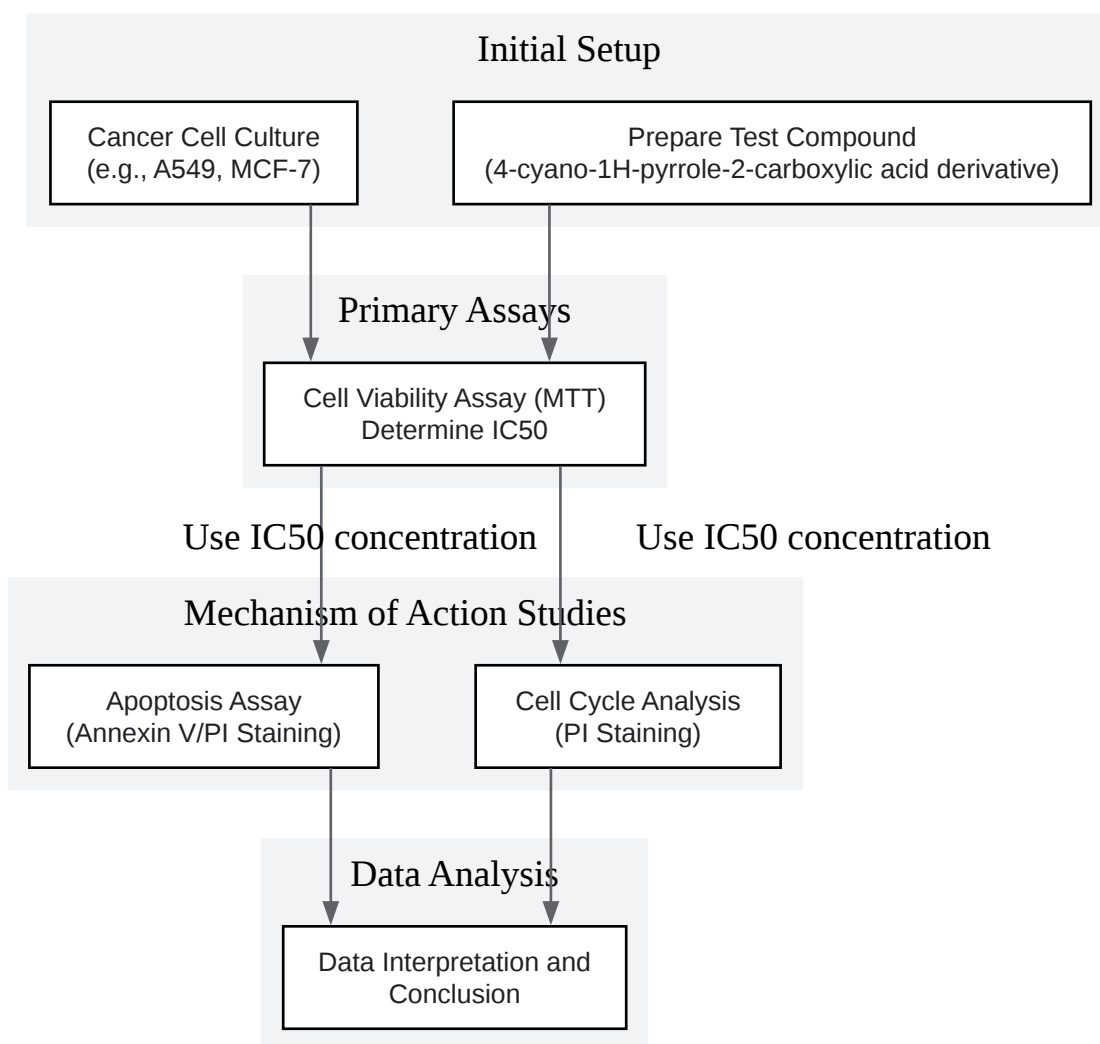 Initial Setup
Cancer Cell Culture
(e.g., A549, MCF-7)
Prepare Test Compound
(4-cyano-1H-pyrrole-2-carboxylic acid derivative)
Primary Assays
Cell Viability Assay (MTT)
Determine IC50
Use IC50 concentration
Use IC50 concentration
Mechanism of Action Studies
Apoptosis Assay
(Annexin V/PI Staining)
Cell Cycle Analysis
(PI Staining)
Data Analysis
Data Interpretation and
Conclusion